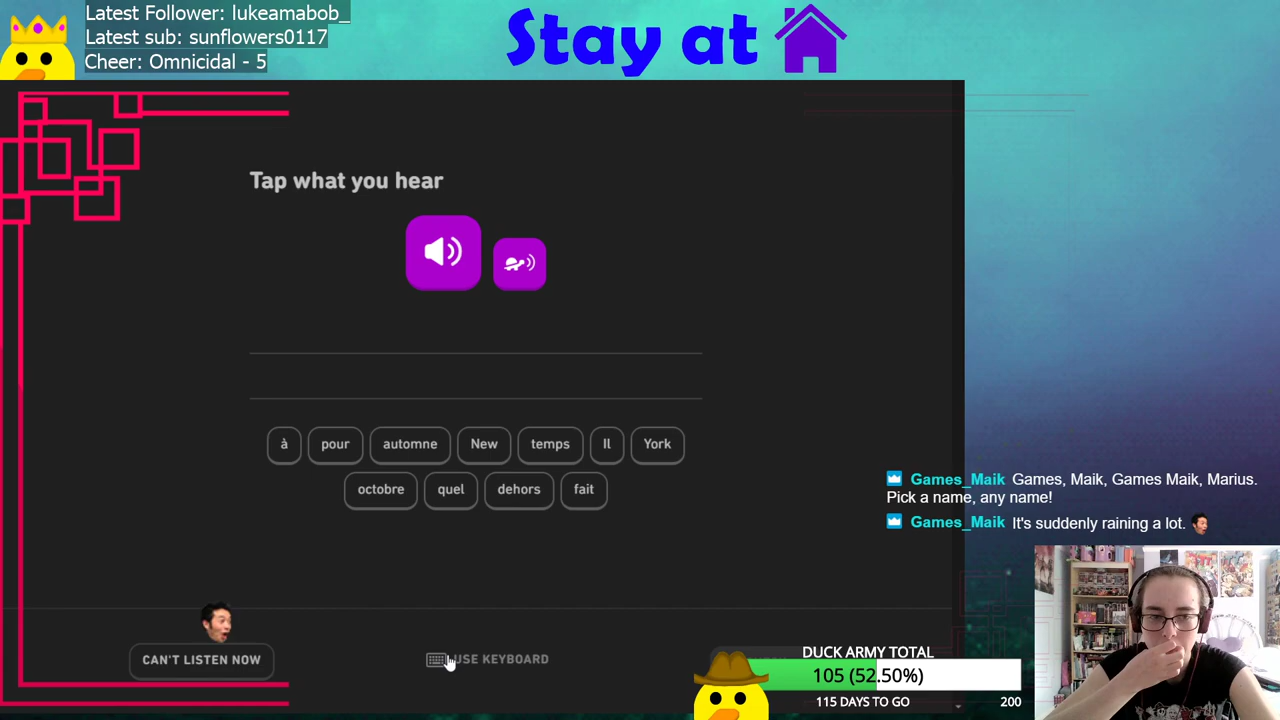 Latest Follower: lukeamabob_
Latest sub: sunflowers0117
Cheer: Omnicidal - 5
Stay at
Tap what you hear
à pour automne New temps Il York
octobre quel dehors fait
Games_Maik Games, Maik, Games Maik, Marius.
Pick a name, any name!
Games_Maik It's suddenly raining a lot.
CAN'T LISTEN NOW
USE KEYBOARD
DUCK ARMY TOTAL
105 (52.50%)
115 DAYS TO GO 200